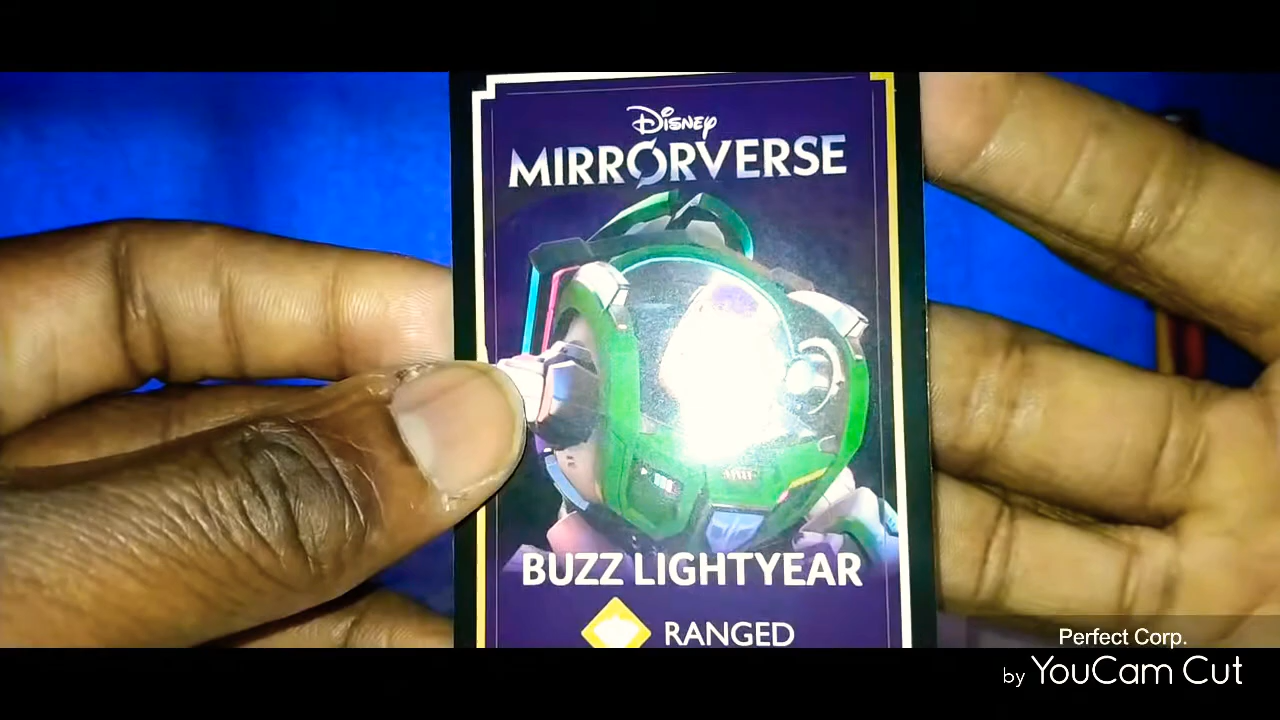 Disney
MIRRORVERSE
BUZZ LIGHTYEAR
RANGED
Perfect Corp.
by YouCam Cut